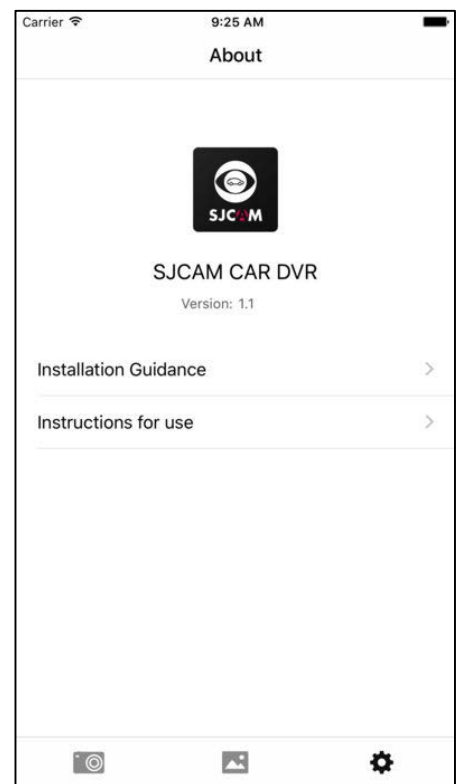 Carrier 9:25 AM
About
SJCAM
SJCAM CAR DVR
Version: 1.1
Installation Guidance
Instructions for use